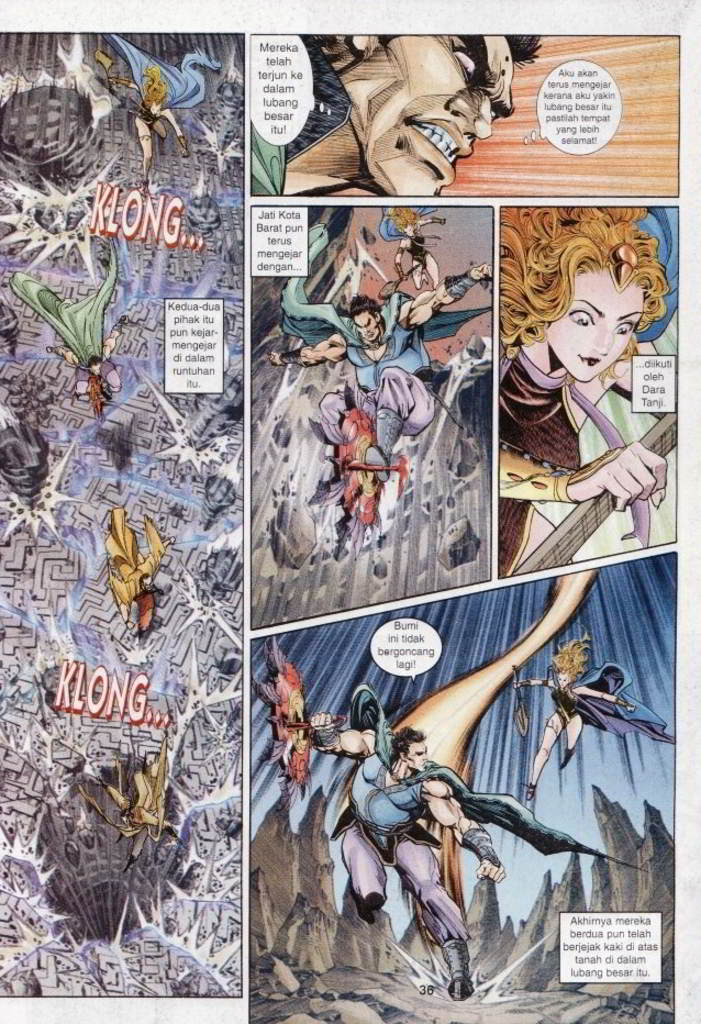 KLONG...
Kedua-dua
pihak itu
pun kejar-
mengejar
di dalam
runtuhan
itu.
KLONG...
Mereka
telah
terjun ke
dalam
lubang
besar
itu!
Aku akan
terus mengejar
kerana aku yakin
lubang besar itu
pastilah tempat
yang lebih
selamat!
Jati Kota
Barat pun
terus
mengejar
dengan...
...diikuti
oleh
Dara
Tanji.
Bumi
ini tidak
bergoncang
lagi!
Akhirnya mereka
berdua pun telah
berjejak kaki di atas
tanah di dalam
lubang besar itu.
36